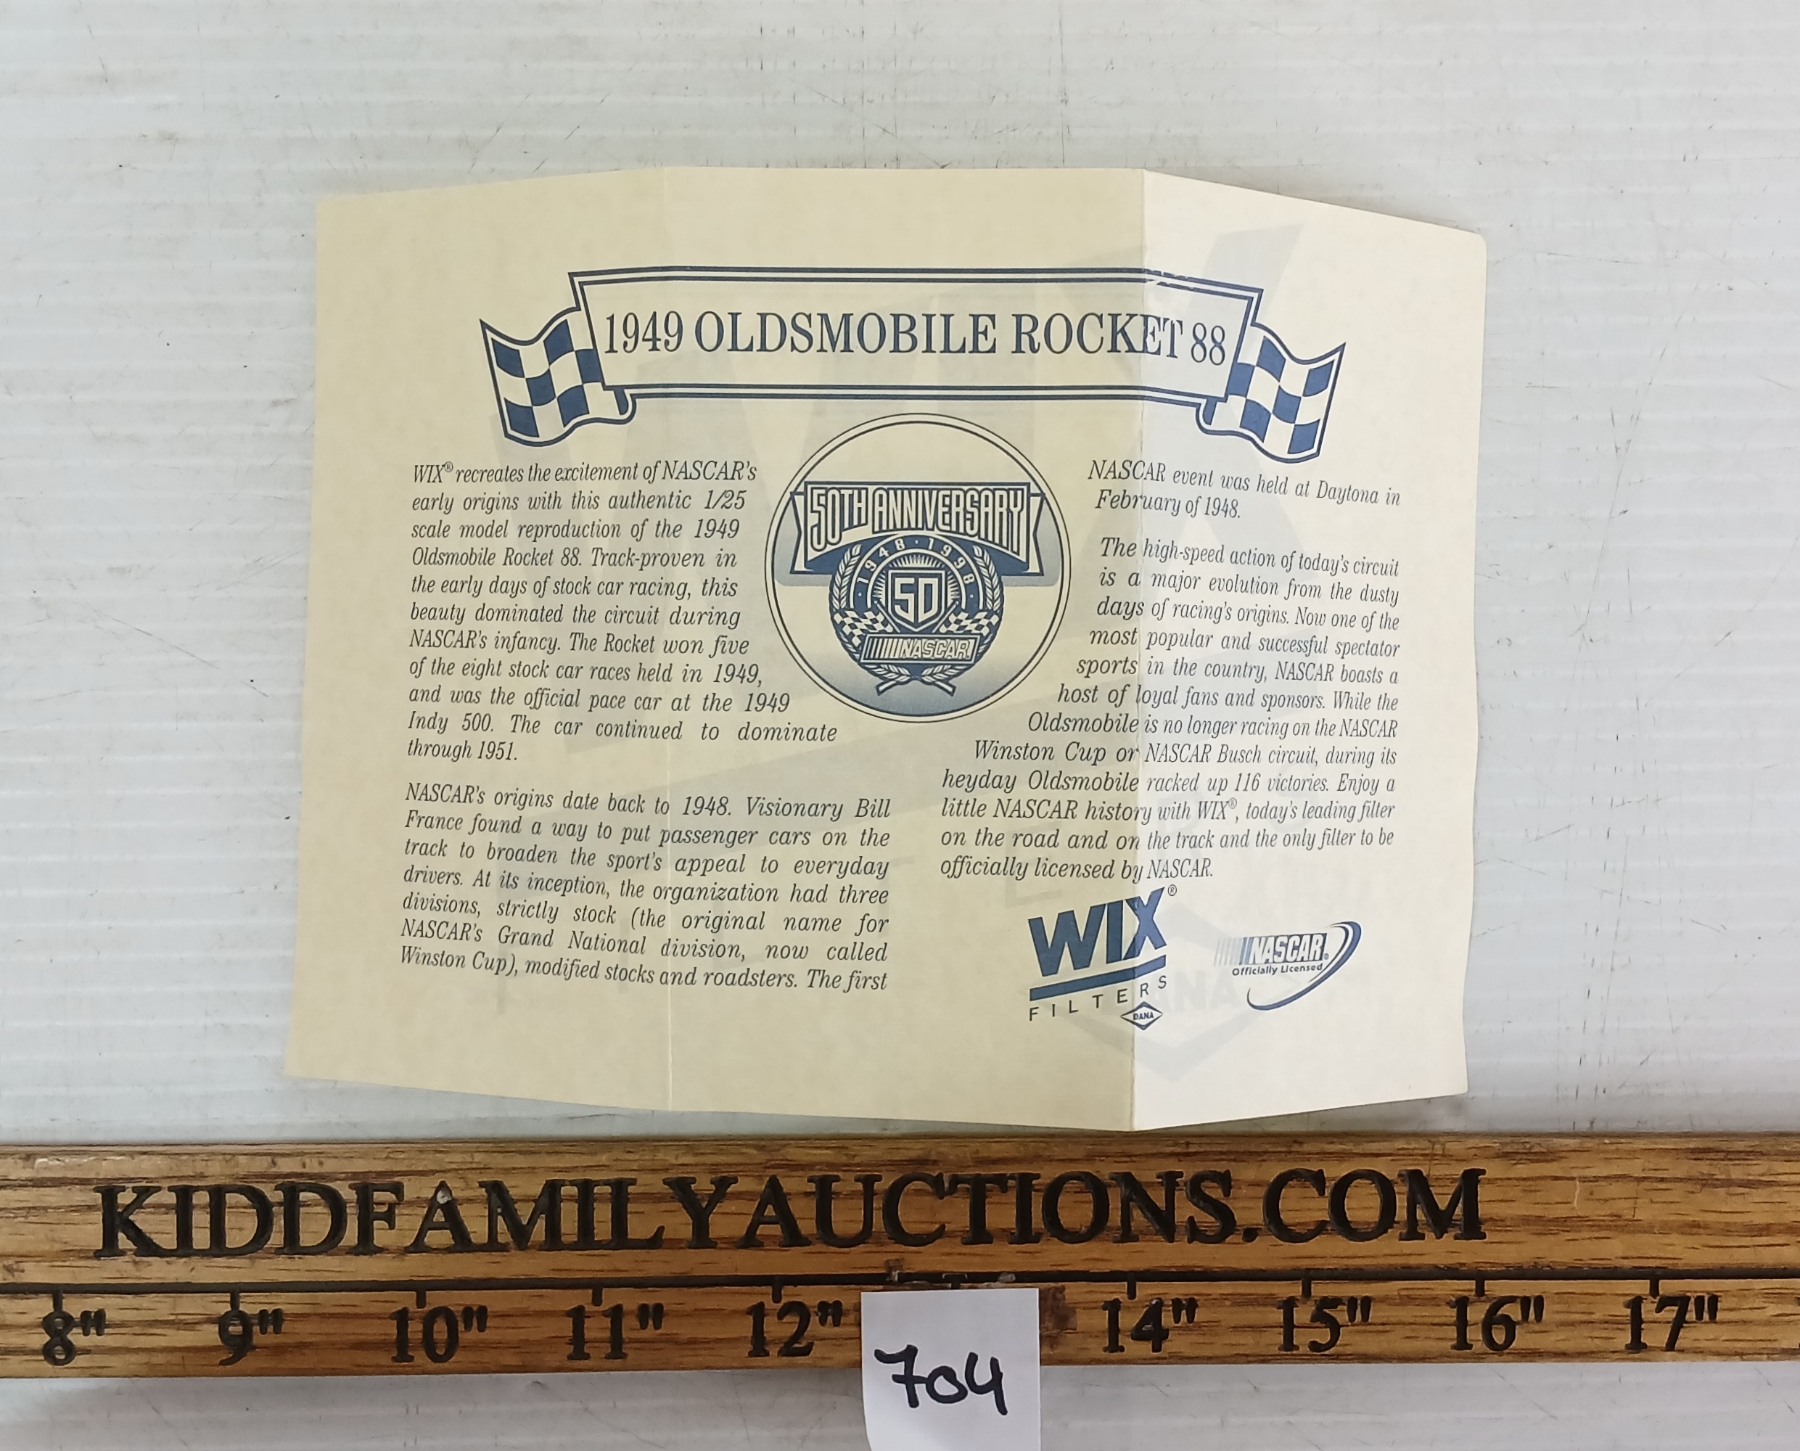 1949 OLDSMOBILE ROCKET 88
WIX® recreates the excitement of NASCAR's
early origins with this authentic 1/25
scale model reproduction of the 1949
Oldsmobile Rocket 88. Track-proven in
the early days of stock car racing, this
beauty dominated the circuit during
NASCAR's infancy. The Rocket won five
of the eight stock car races held in 1949,
and was the official pace car at the 1949
Indy 500. The car continued to dominate
through 1951.
NASCAR's origins date back to 1948. Visionary Bill
France found a way to put passenger cars on the
track to broaden the sport's appeal to everyday
drivers. At its inception, the organization had three
divisions, strictly stock (the original name for
NASCAR's Grand National division, now called
Winston Cup), modified stocks and roadsters. The first
50TH ANNIVERSARY
1948·1998
50
NASCAR
NASCAR event was held at Daytona in
February of 1948.
The high-speed action of today's circuit
is a major evolution from the dusty
days of racing's origins. Now one of the
most popular and successful spectator
sports in the country, NASCAR boasts a
host of loyal fans and sponsors. While the
Oldsmobile is no longer racing on the NASCAR
Winston Cup or NASCAR Busch circuit, during its
heyday Oldsmobile racked up 116 victories. Enjoy a
little NASCAR history with WIX®, today's leading filter
on the road and on the track and the only filter to be
officially licensed by NASCAR.
WIX®
FILTERS
DANA
NASCAR®
Officially Licensed
KIDDFAMILYAUCTIONS.COM
8" 9" 10" 11" 12" 14" 15" 16" 17"
704